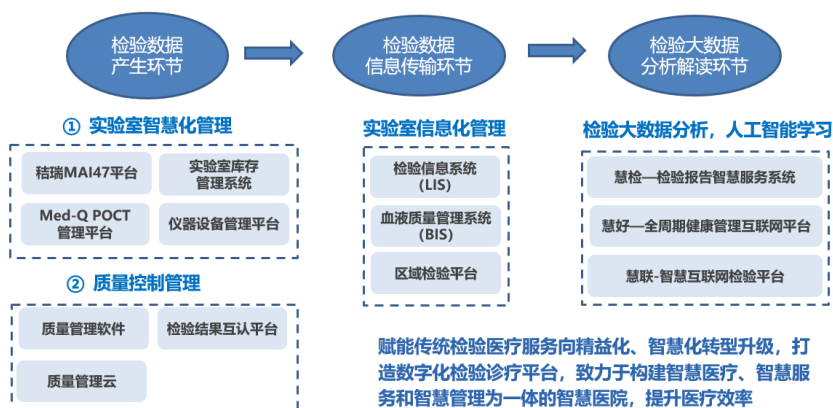 检验数据
产生环节
检验数据
信息传输环节
检验大数据
分析解读环节
① 实验室智慧化管理
秸瑞MAI47平台
实验室库存
管理系统
Med-Q POCT
管理平台
仪器设备管理平台
② 质量控制管理
质量管理软件
检验结果互认平台
质量管理云
实验室信息化管理
检验信息系统
(LIS)
血液质量管理系统
(BIS)
区域检验平台
检验大数据分析，人工智能学习
慧检—检验报告智慧服务系统
慧好—全周期健康管理互联网平台
慧联-智慧互联网检验平台
赋能传统检验医疗服务向精益化、智慧化转型升级，打
造数字化检验诊疗平台，致力于构建智慧医疗、智慧服
务和智慧管理为一体的智慧医院，提升医疗效率